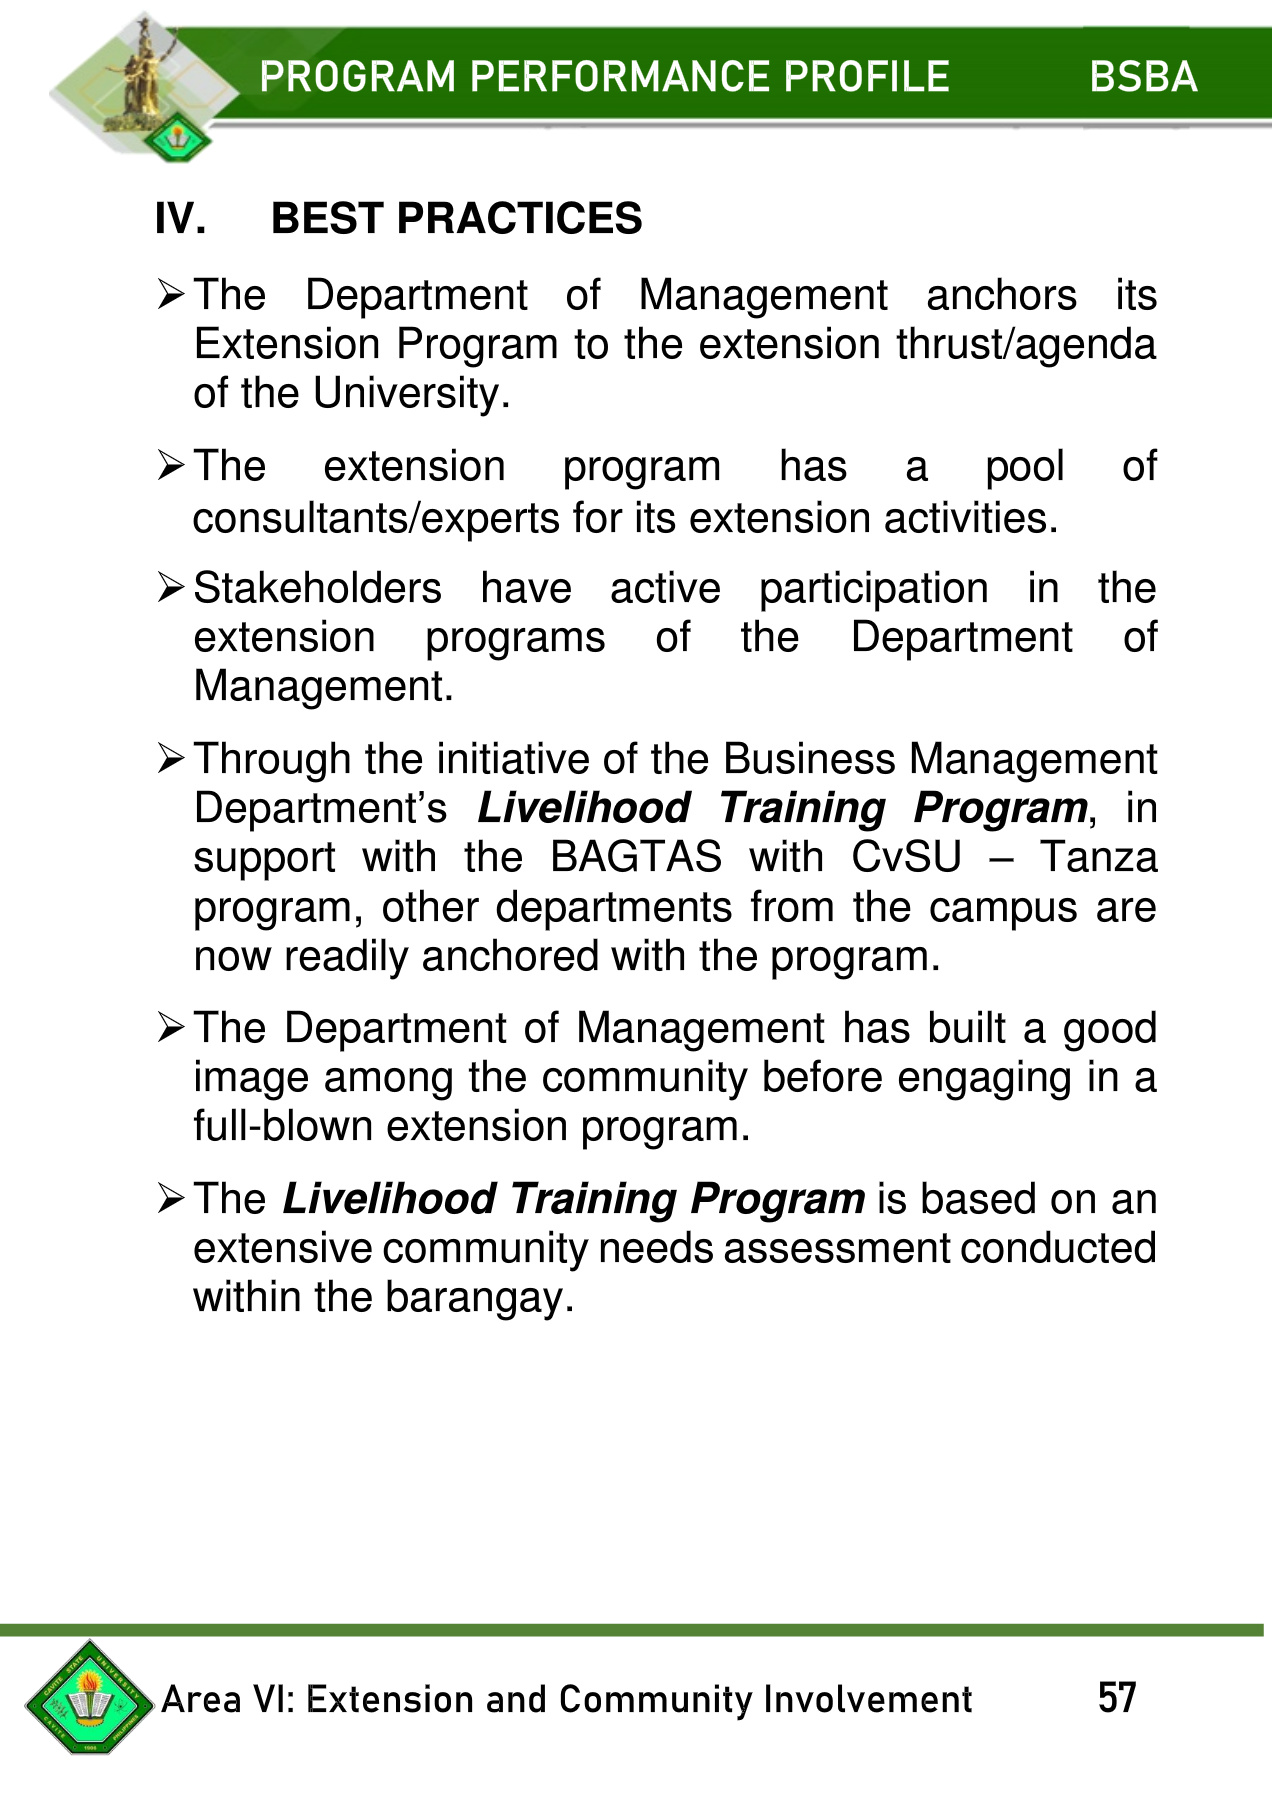 PROGRAM PERFORMANCE PROFILE BSBA
IV. BEST PRACTICES
➢ The Department of Management anchors its
Extension Program to the extension thrust/agenda
of the University.
➢ The extension program has a pool of
consultants/experts for its extension activities.
➢ Stakeholders have active participation in the
extension programs of the Department of
Management.
➢ Through the initiative of the Business Management
Department’s Livelihood Training Program, in
support with the BAGTAS with CvSU – Tanza
program, other departments from the campus are
now readily anchored with the program.
➢ The Department of Management has built a good
image among the community before engaging in a
full-blown extension program.
➢ The Livelihood Training Program is based on an
extensive community needs assessment conducted
within the barangay.
CAVITE STATE UNIVERSITY
CAVITE PHILIPPINES
1906
Area VI: Extension and Community Involvement 57